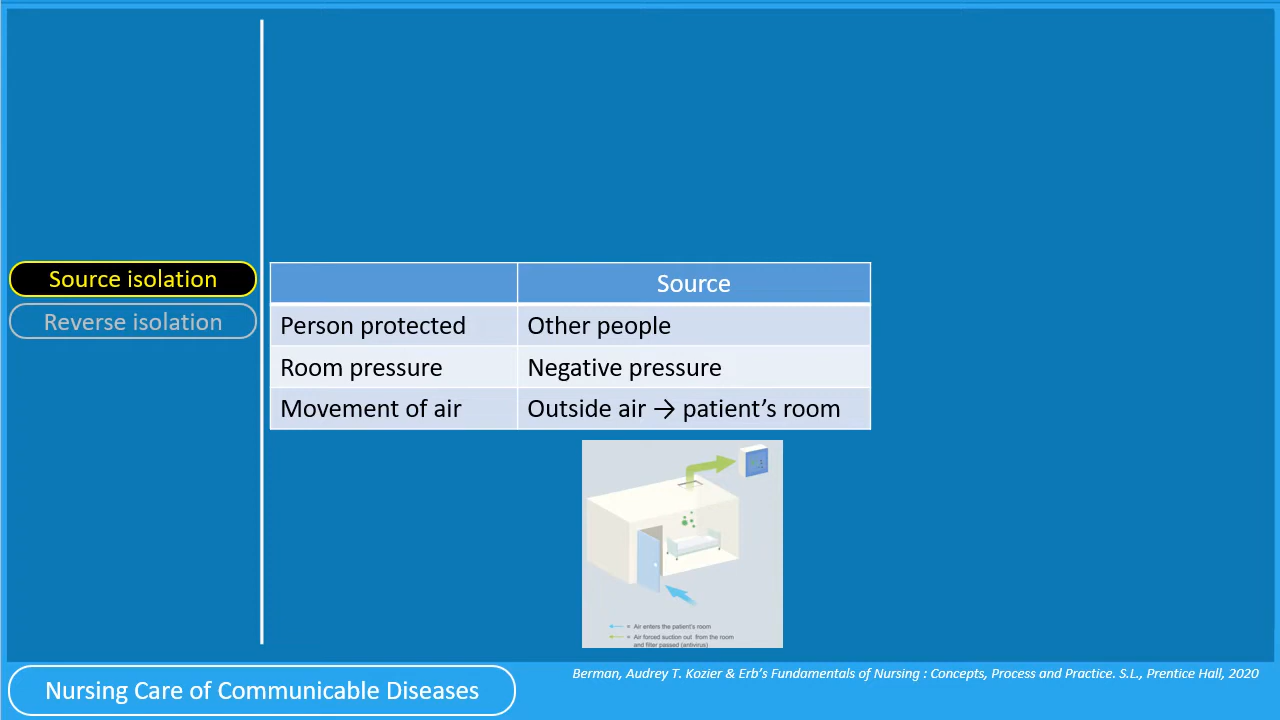 Source isolation
Reverse isolation
Source
Person protected Other people
Room pressure Negative pressure
Movement of air Outside air → patient’s room
= Air enters the patient's room
= Air forced suction out from the room
and filter passed (antivirus)
Nursing Care of Communicable Diseases
Berman, Audrey T. Kozier & Erb’s Fundamentals of Nursing : Concepts, Process and Practice. S.L., Prentice Hall, 2020